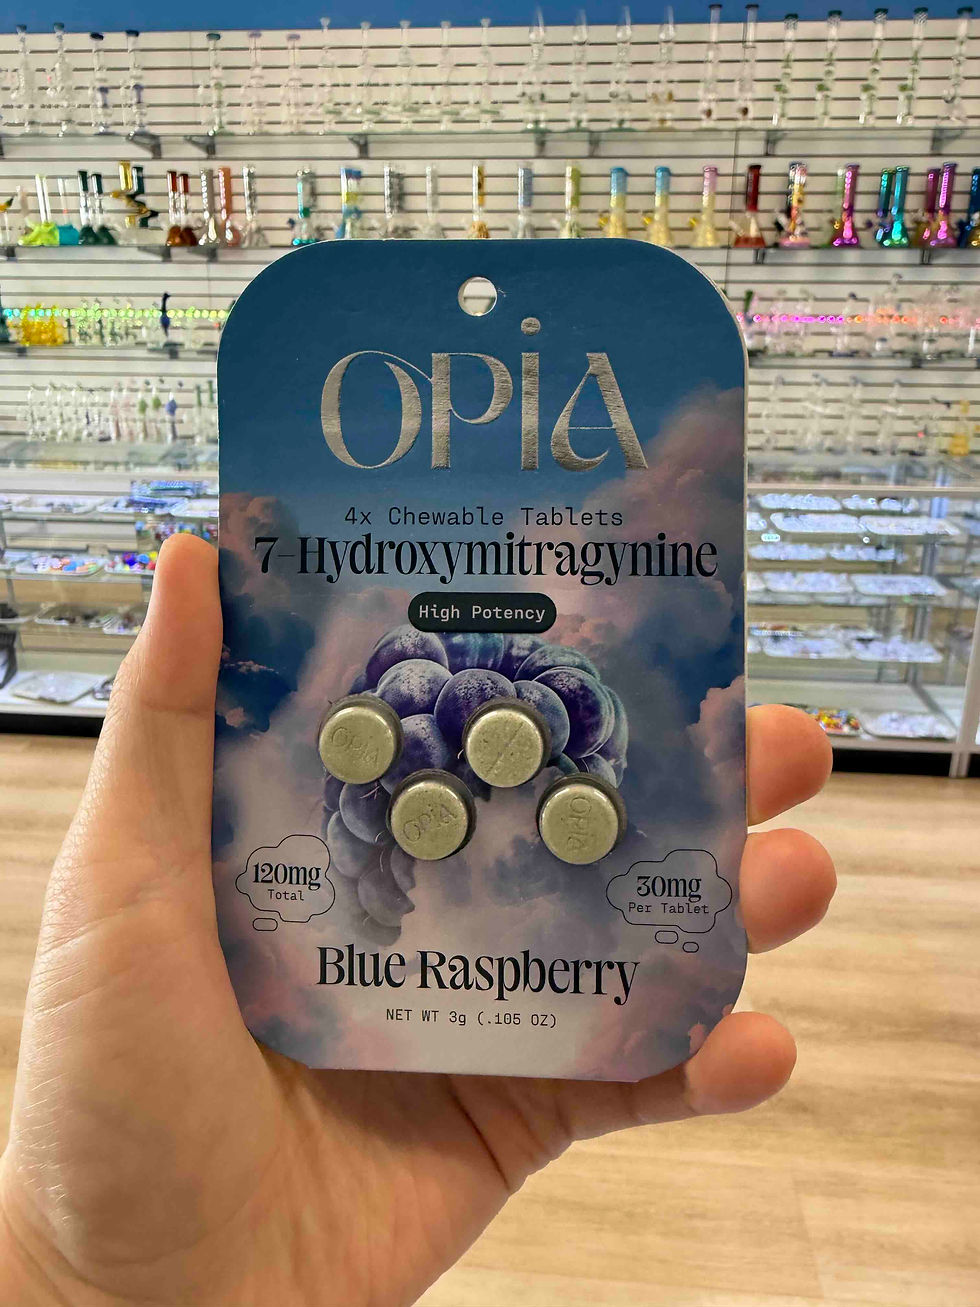 OPiA
4x Chewable Tablets
7-Hydroxymitragynine
High Potency
OPiA
OPiA
OPiA
120mg
Total
30mg
Per Tablet
Blue Raspberry
NET WT 3g (.105 OZ)